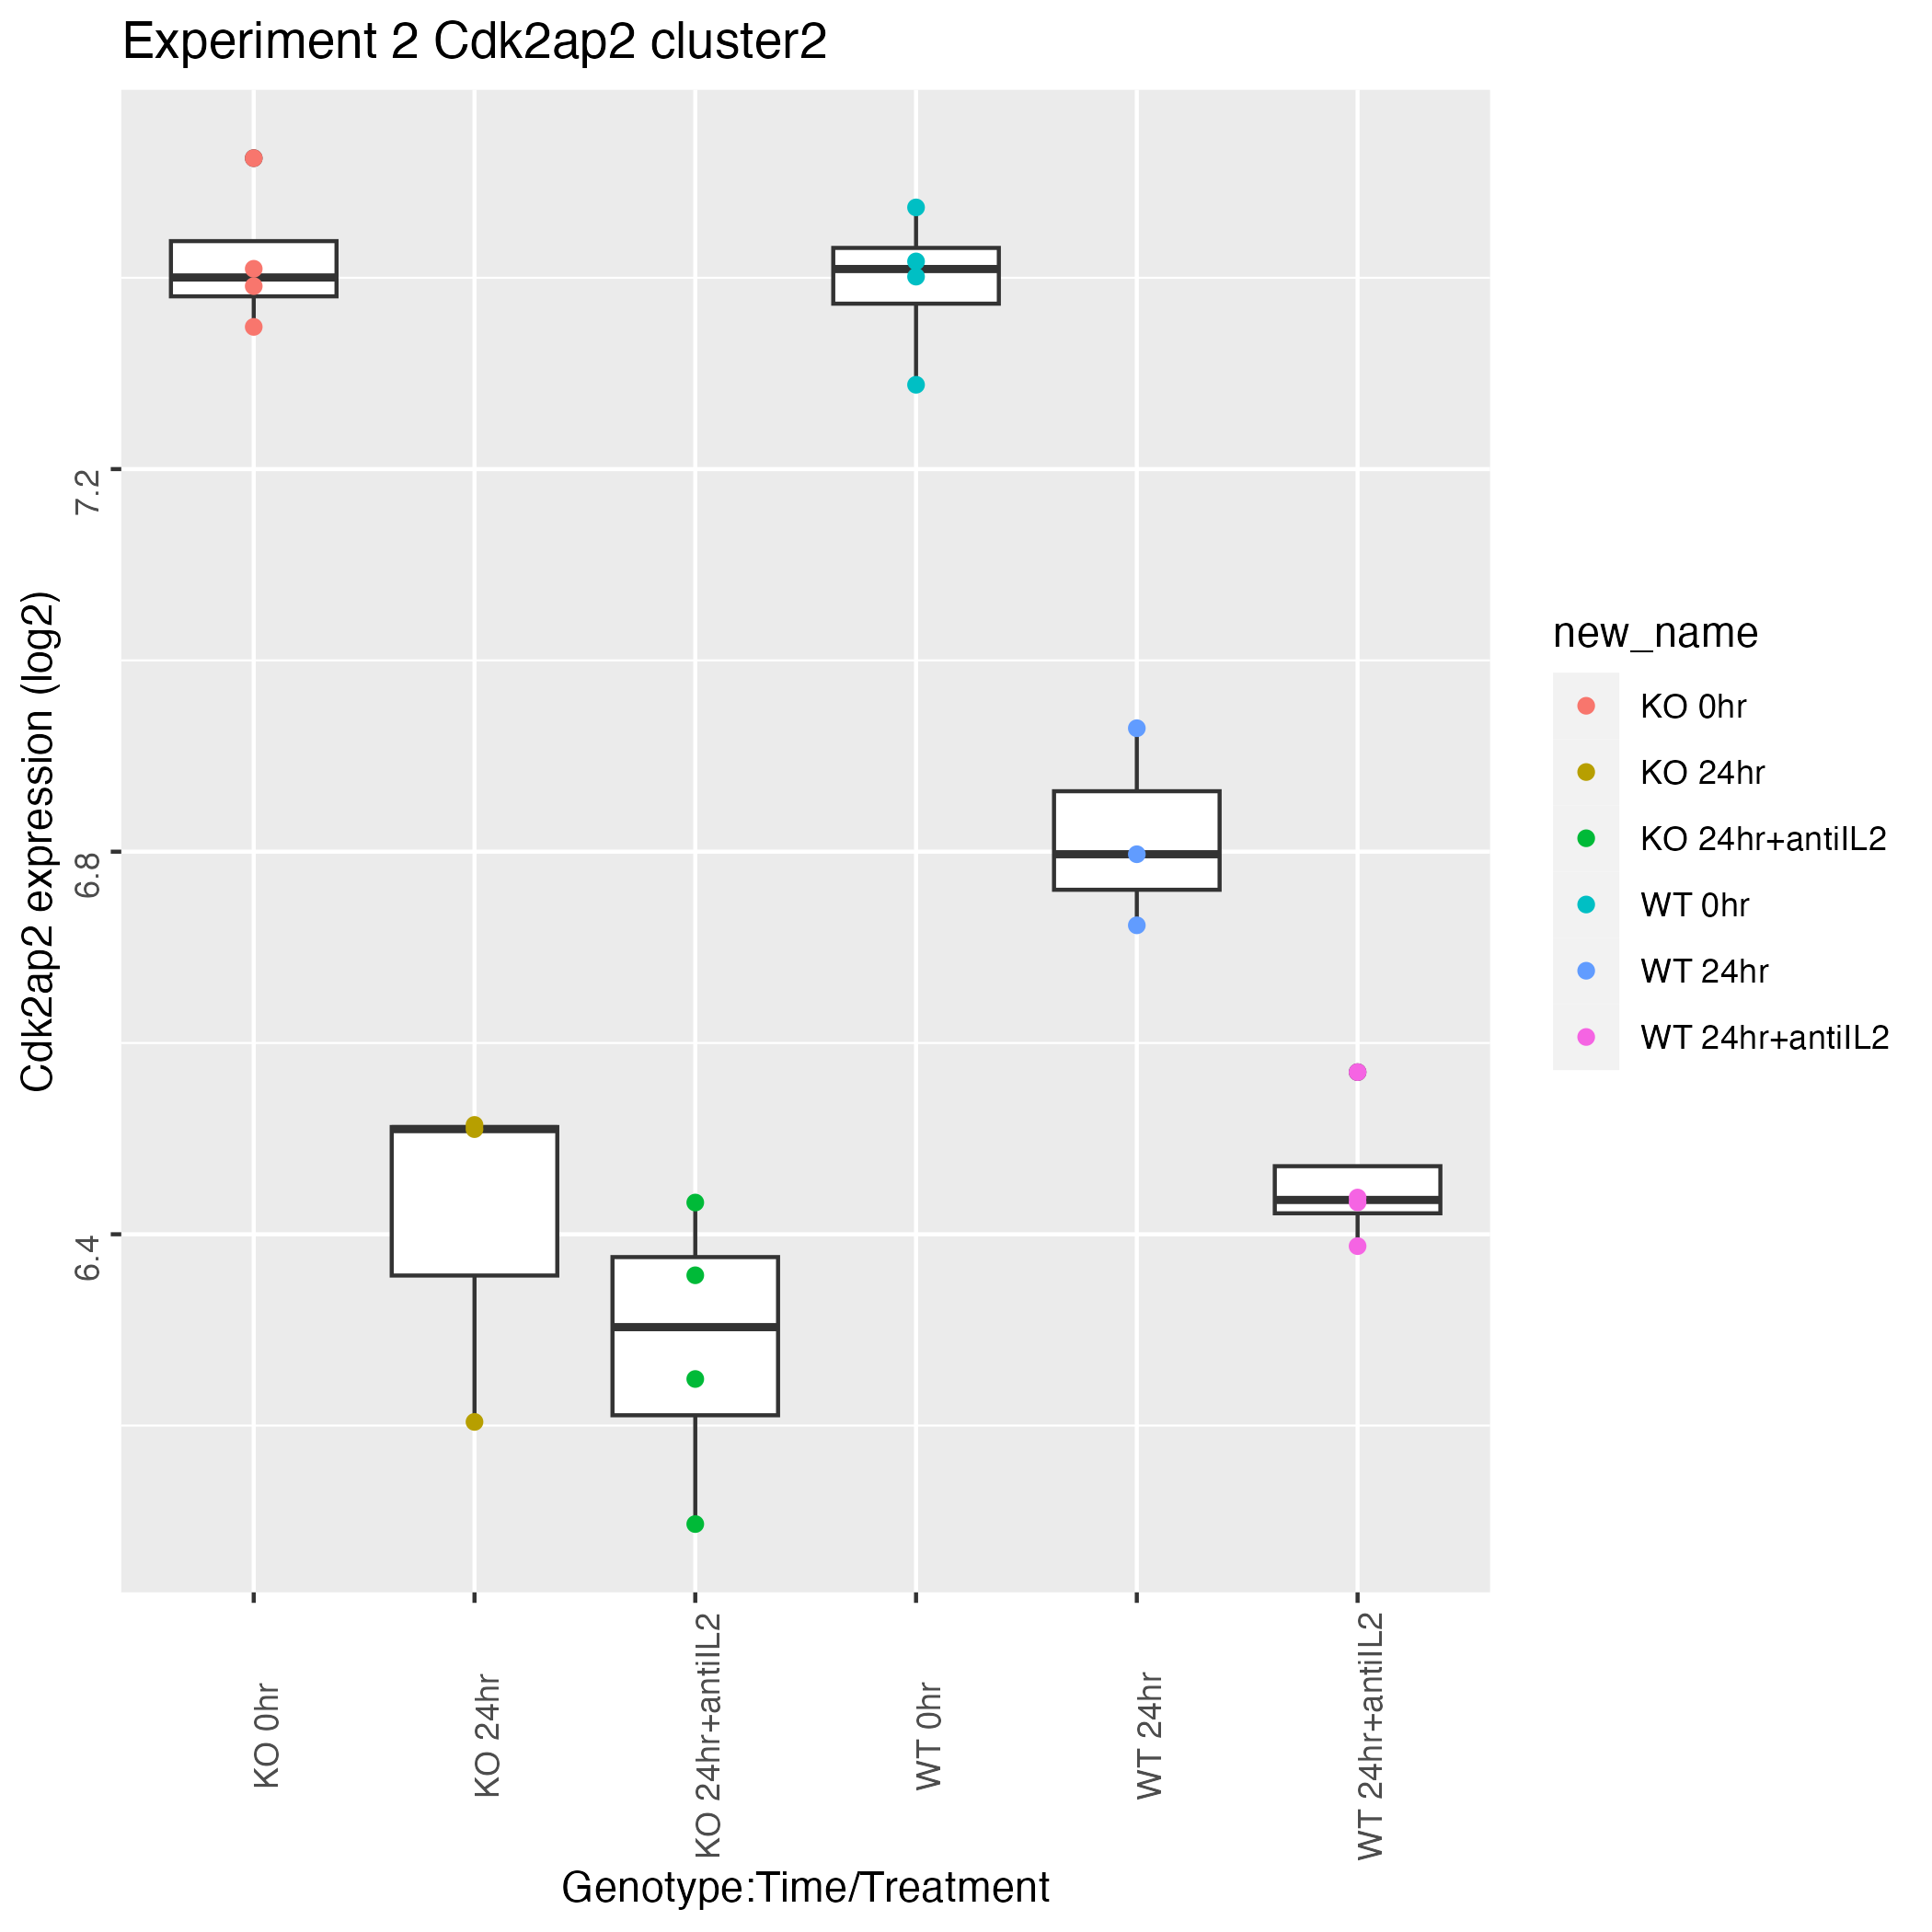 Experiment 2 Cdk2ap2 cluster2
Cdk2ap2 expression (log2)
7.2
6.8
6.4
KO 0hr
KO 24hr
KO 24hr+antiIL2
WT 0hr
WT 24hr
WT 24hr+antiIL2
Genotype:Time/Treatment
new_name
KO 0hr
KO 24hr
KO 24hr+antiIL2
WT 0hr
WT 24hr
WT 24hr+antiIL2